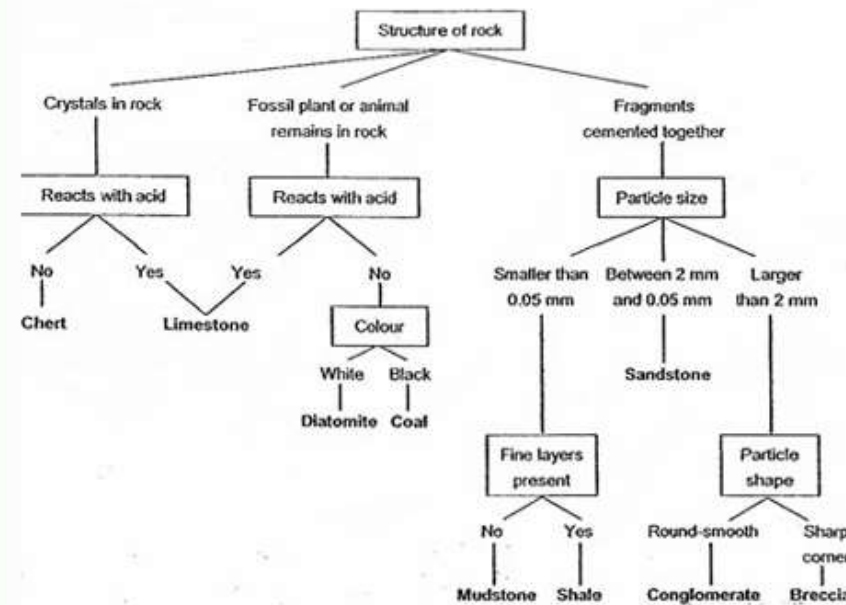 Structure of rock
Crystals in rock
Fossil plant or animal
remains in rock
Fragments
cemented together
Reacts with acid
Reacts with acid
Particle size
No
Yes
Yes
No
Smaller than
0.05 mm
Between 2 mm
and 0.05 mm
Larger
than 2 mm
Chert
Limestone
Colour
Sandstone
White
Black
Diatomite
Coal
Fine layers
present
Particle
shape
No
Yes
Round-smooth
Sharp
corne
Mudstone
Shale
Conglomerate
Breccia